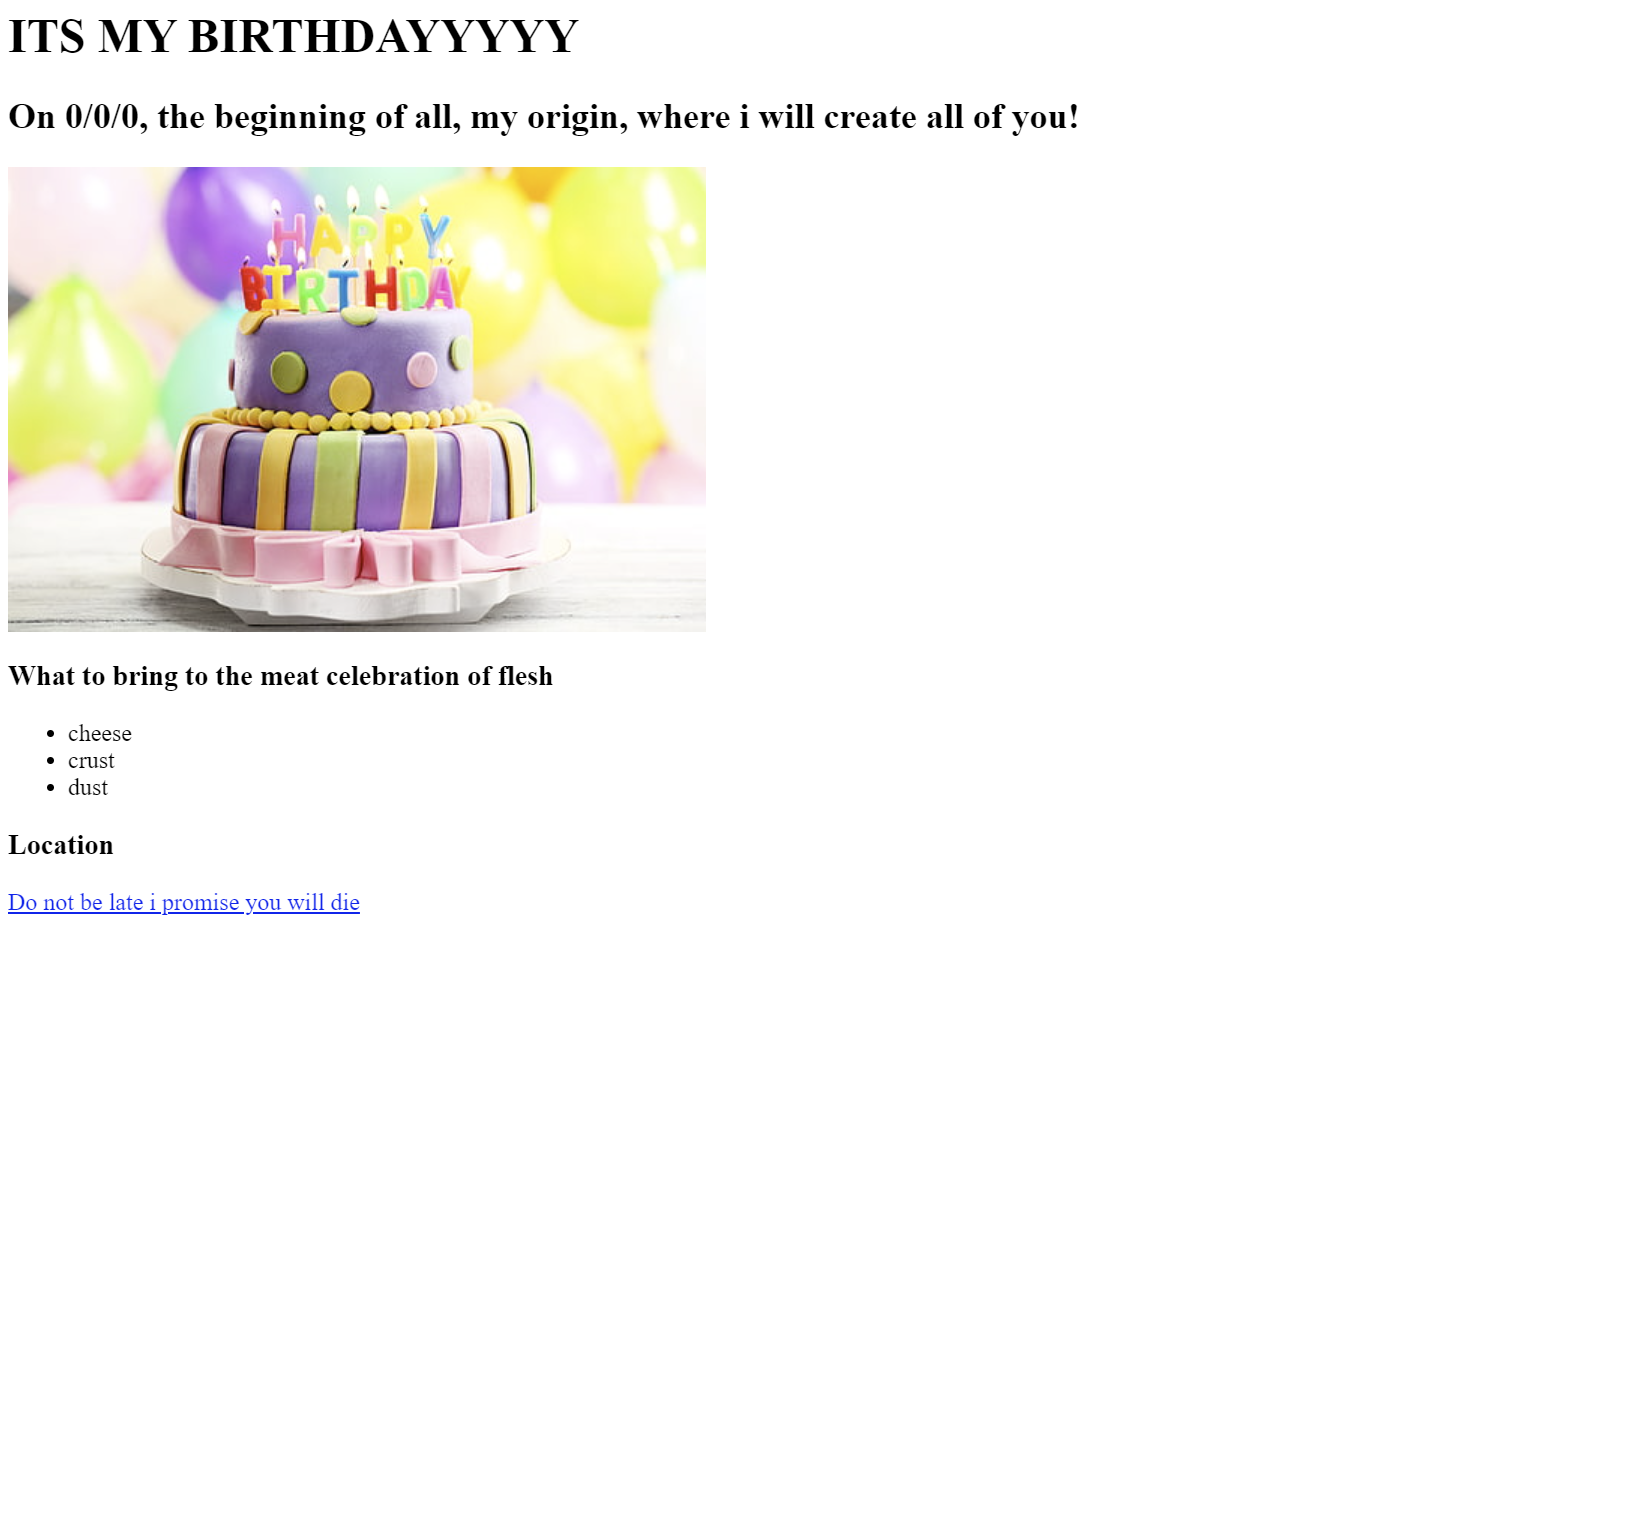 ITS MY BIRTHDAYYYYY
On 0/0/0, the beginning of all, my origin, where i will create all of you!
HAPPY
BIRTHDAY
What to bring to the meat celebration of flesh
cheese
crust
dust
Location
Do not be late i promise you will die